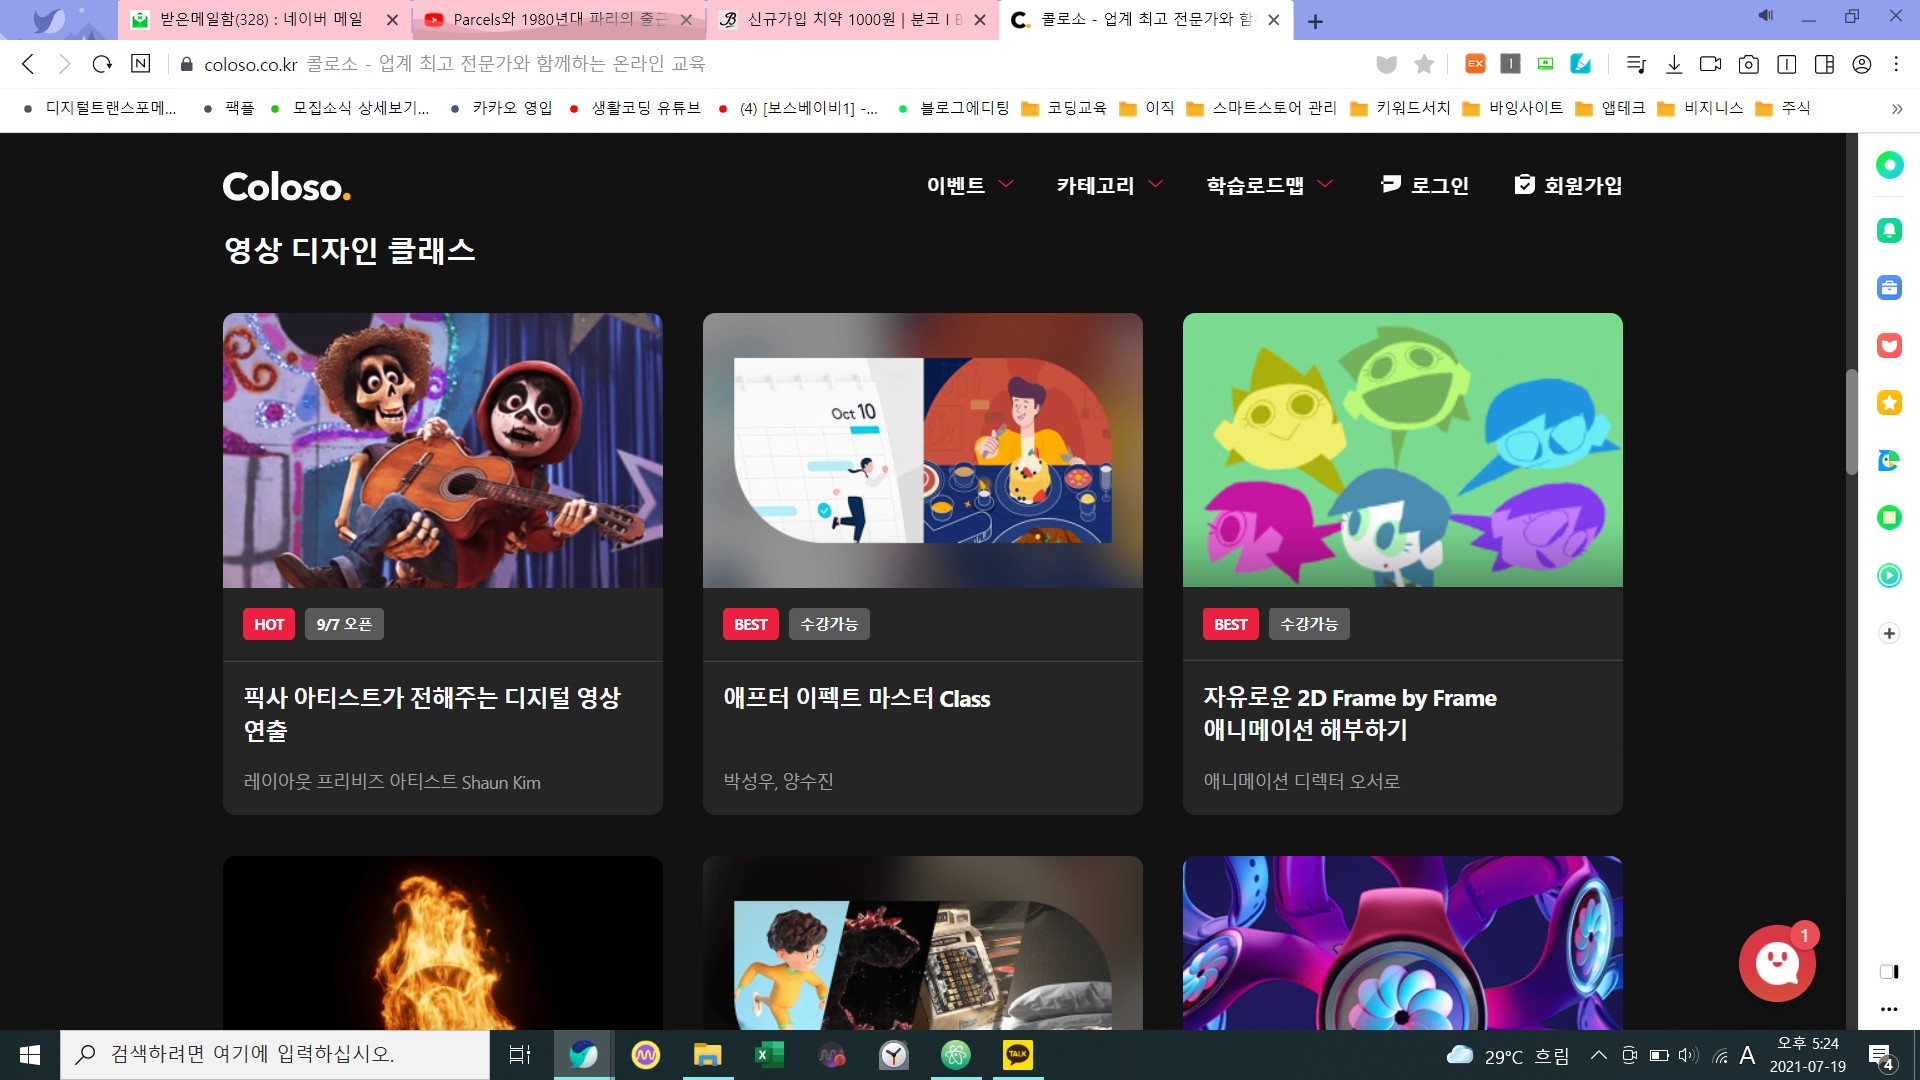 받은메일함(328) : 네이버 메일
Parcels와 1980년대 파리의 출근
신규가입 치약 1000원 | 분코 I B
콜로소 - 업계 최고 전문가와 함
coloso.co.kr 콜로소 - 업계 최고 전문가와 함께하는 온라인 교육
디지털트랜스포메...
팩플
모집소식 상세보기...
카카오 영입
생활코딩 유튜브
(4) [보스베이비1] -...
블로그에디팅
코딩교육
이직
스마트스토어 관리
키워드서치
바잉사이트
앱테크
비지니스
주식
Coloso.
이벤트
카테고리
학습로드맵
로그인
회원가입
영상 디자인 클래스
Oct 10
HOT
9/7 오픈
BEST
수강가능
BEST
수강가능
픽사 아티스트가 전해주는 디지털 영상
연출
레이아웃 프리비즈 아티스트 Shaun Kim
애프터 이펙트 마스터 Class
박성우, 양수진
자유로운 2D Frame by Frame
애니메이션 해부하기
애니메이션 디렉터 오서로
1
검색하려면 여기에 입력하십시오.
TALK
29°C 흐림
A
오후 5:24
2021-07-19
4